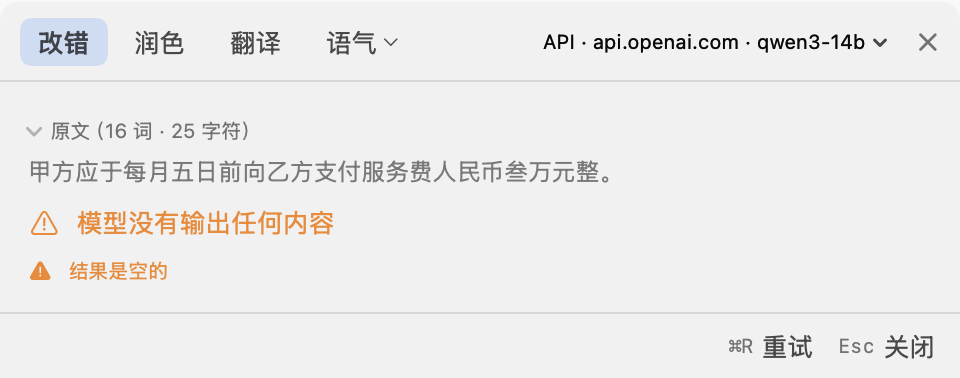 改错 润色 翻译 语气 API · api.openai.com · qwen3-14b
原文 (16 词 · 25 字符)
甲方应于每月五日前向乙方支付服务费人民币叁万元整。
模型没有输出任何内容
结果是空的
⌘R 重试 Esc 关闭